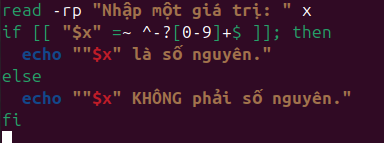 read -rp "Nhập một giá trị: " x
if [[ "$x" =~ ^-?[0-9]+$ ]]; then
  echo ""$x" là số nguyên."
else
  echo ""$x" KHÔNG phải số nguyên."
fi